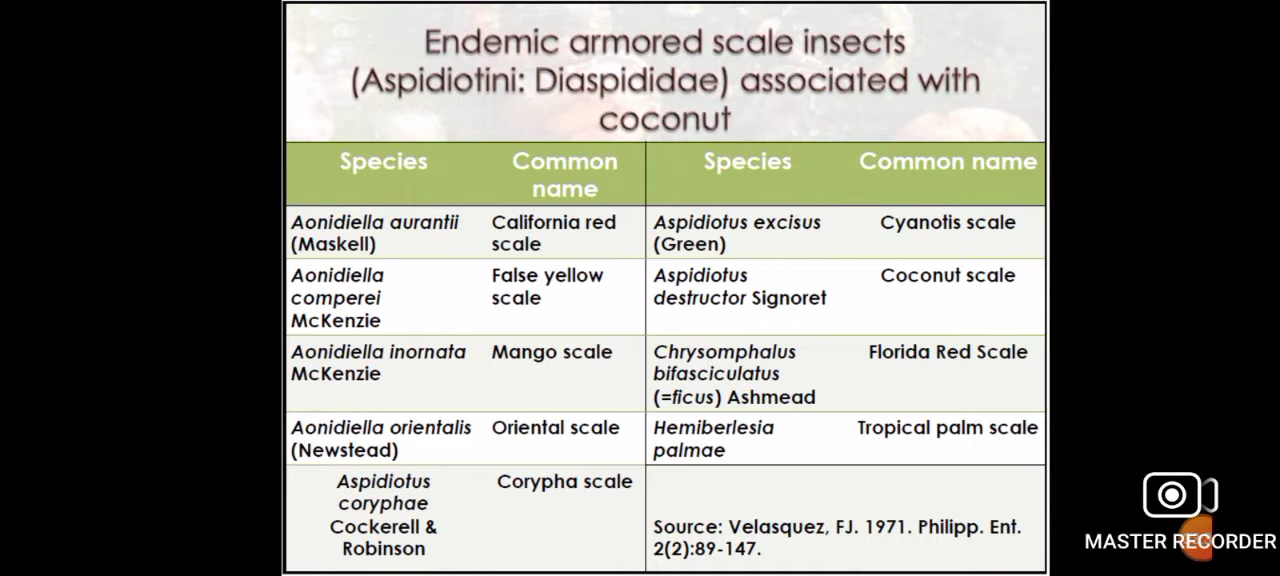 Endemic armored scale insects
(Aspidiotini: Diaspididae) associated with
coconut
Species
Common
name
Species
Common name
Aonidiella aurantii
(Maskell)
California red
scale
Aspidiotus excisus
(Green)
Cyanotis scale
Aonidiella
comperei
McKenzie
False yellow
scale
Aspidiotus
destructor Signoret
Coconut scale
Aonidiella inornata
McKenzie
Mango scale
Chrysomphalus
bifasciculatus
(=ficus) Ashmead
Florida Red Scale
Aonidiella orientalis
(Newstead)
Oriental scale
Hemiberlesia
palmae
Tropical palm scale
Aspidiotus
coryphae
Cockerell &
Robinson
Corypha scale
Source: Velasquez, FJ. 1971. Philipp. Ent.
2(2):89-147.
MASTER RECORDER